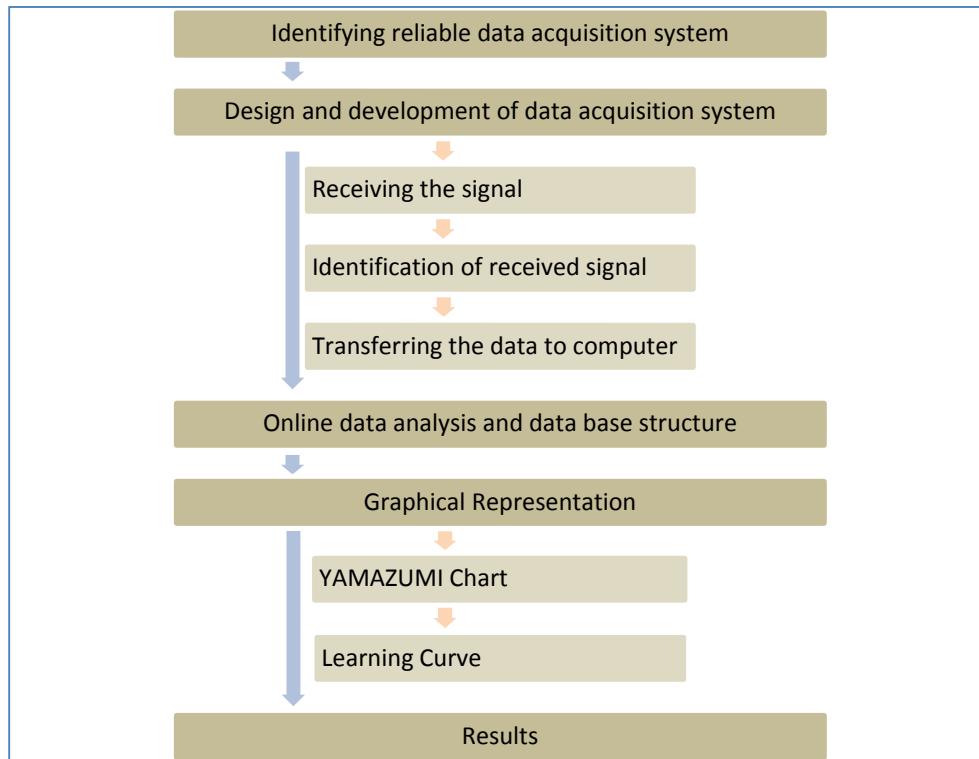 Identifying reliable data acquisition system
Design and development of data acquisition system
Receiving the signal
Identification of received signal
Transferring the data to computer
Online data analysis and data base structure
Graphical Representation
YAMAZUMI Chart
Learning Curve
Results